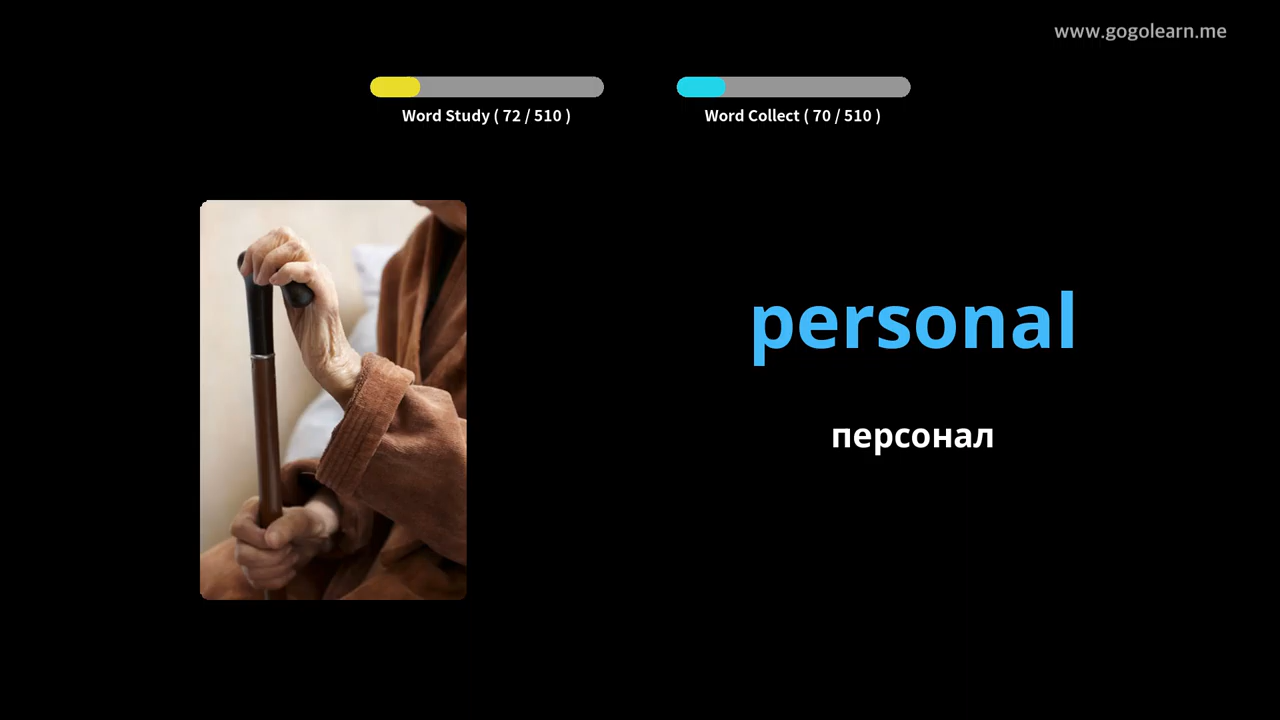 www.gogolearn.me
Word Study ( 72 / 510 )
Word Collect ( 70 / 510 )
personal
персонал